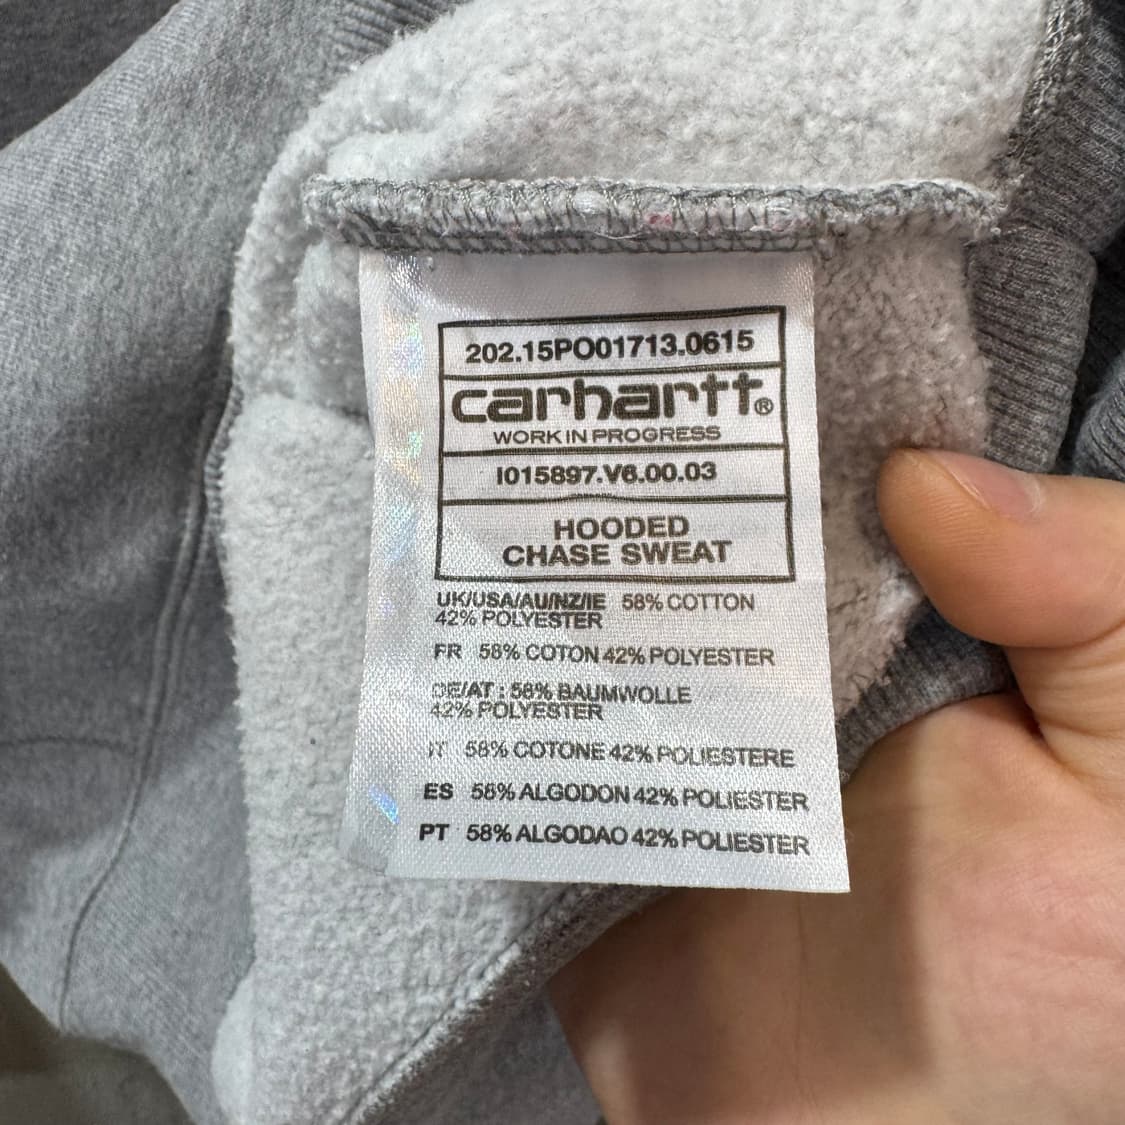 202.15PO01713.0615
carhartt®
WORK IN PROGRESS
I015897.V6.00.03
HOODED
CHASE SWEAT
UK/USA/AU/NZ/IE 58% COTTON
42% POLYESTER
FR 58% COTON 42% POLYESTER
DE/AT : 58% BAUMWOLLE
42% POLYESTER
IT 58% COTONE 42% POLIESTERE
ES 58% ALGODON 42% POLIESTER
PT 58% ALGODAO 42% POLIESTER